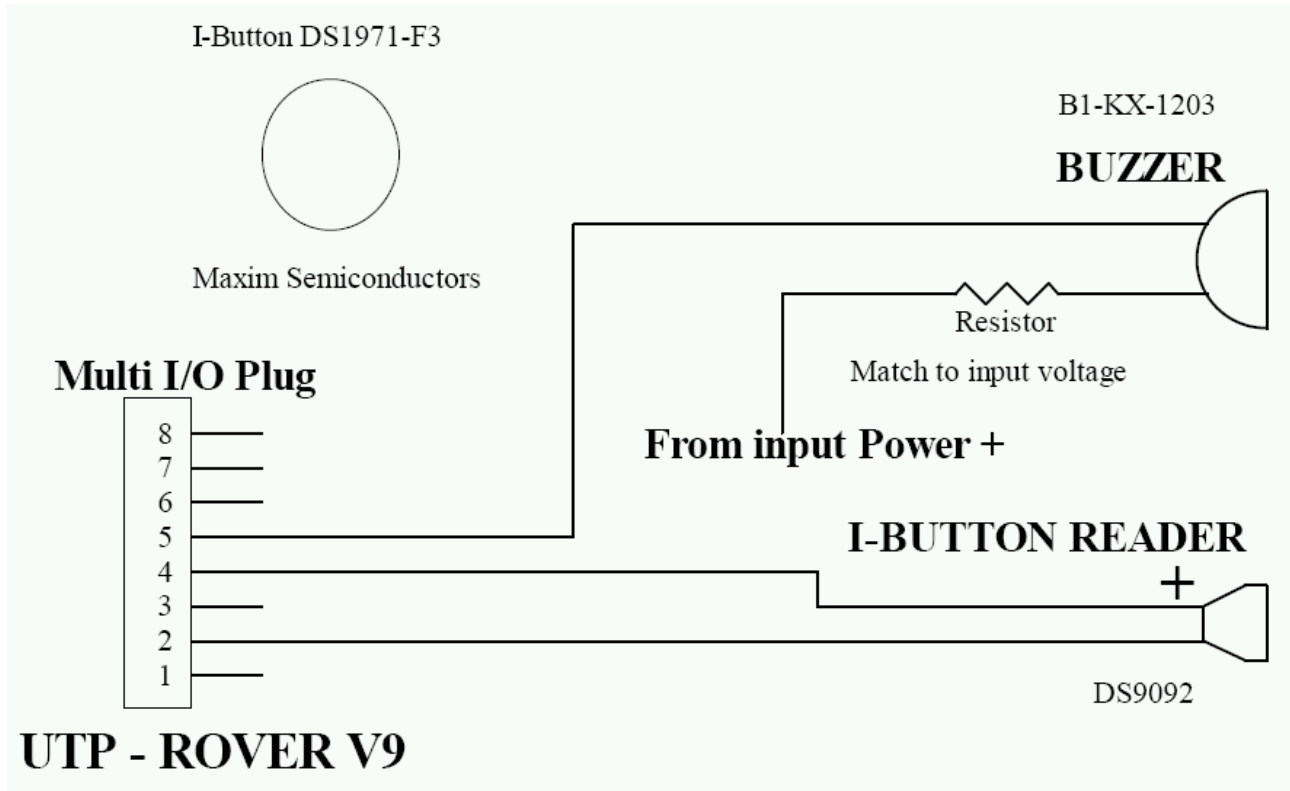 I-Button DS1971-F3
B1-KX-1203
BUZZER
Maxim Semiconductors
Resistor
Match to input voltage
Multi I/O Plug
From input Power +
8
7
6
5
4
3
2
1
I-BUTTON READER
+
DS9092
UTP - ROVER V9